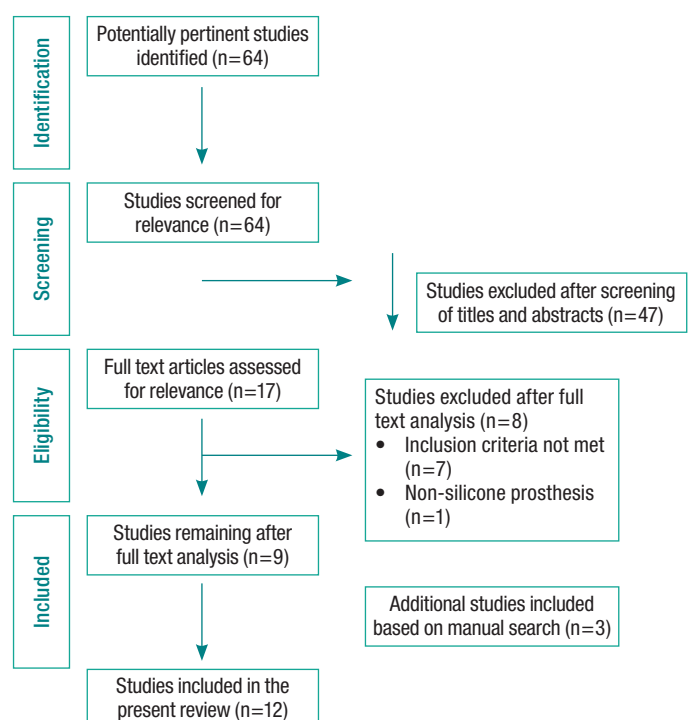 Identification
Potentially pertinent studies
identified (n=64)
Screening
Studies screened for
relevance (n=64)
Studies excluded after screening
of titles and abstracts (n=47)
Eligibility
Full text articles assessed
for relevance (n=17)
Studies excluded after full
text analysis (n=8)
• Inclusion criteria not met
(n=7)
• Non-silicone prosthesis
(n=1)
Included
Studies remaining after
full text analysis (n=9)
Additional studies included
based on manual search (n=3)
Studies included in the
present review (n=12)